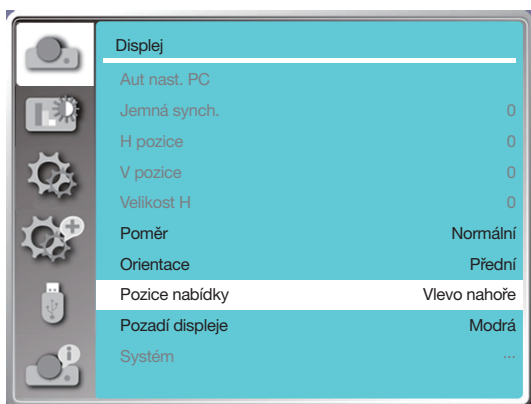 Displej
Aut nast. PC
Jemná synch. 0
H pozice 0
V pozice 0
Velikost H 0
Poměr Normální
Orientace Přední
Pozice nabídky Vlevo nahoře
Pozadí displeje Modrá
Systém ...